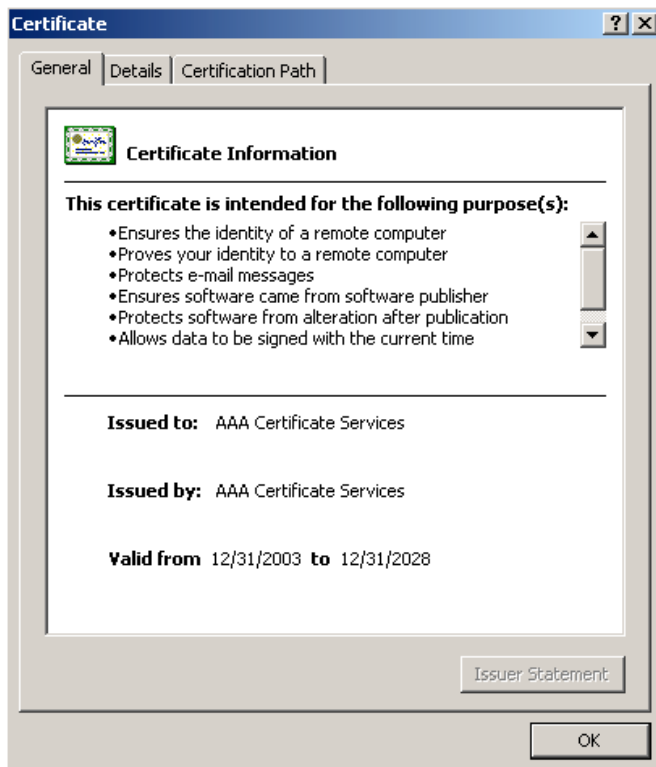 Certificate
General Details Certification Path
Certificate Information
This certificate is intended for the following purpose(s):
•Ensures the identity of a remote computer
•Proves your identity to a remote computer
•Protects e-mail messages
•Ensures software came from software publisher
•Protects software from alteration after publication
•Allows data to be signed with the current time
Issued to: AAA Certificate Services
Issued by: AAA Certificate Services
Valid from 12/31/2003 to 12/31/2028
Issuer Statement
OK